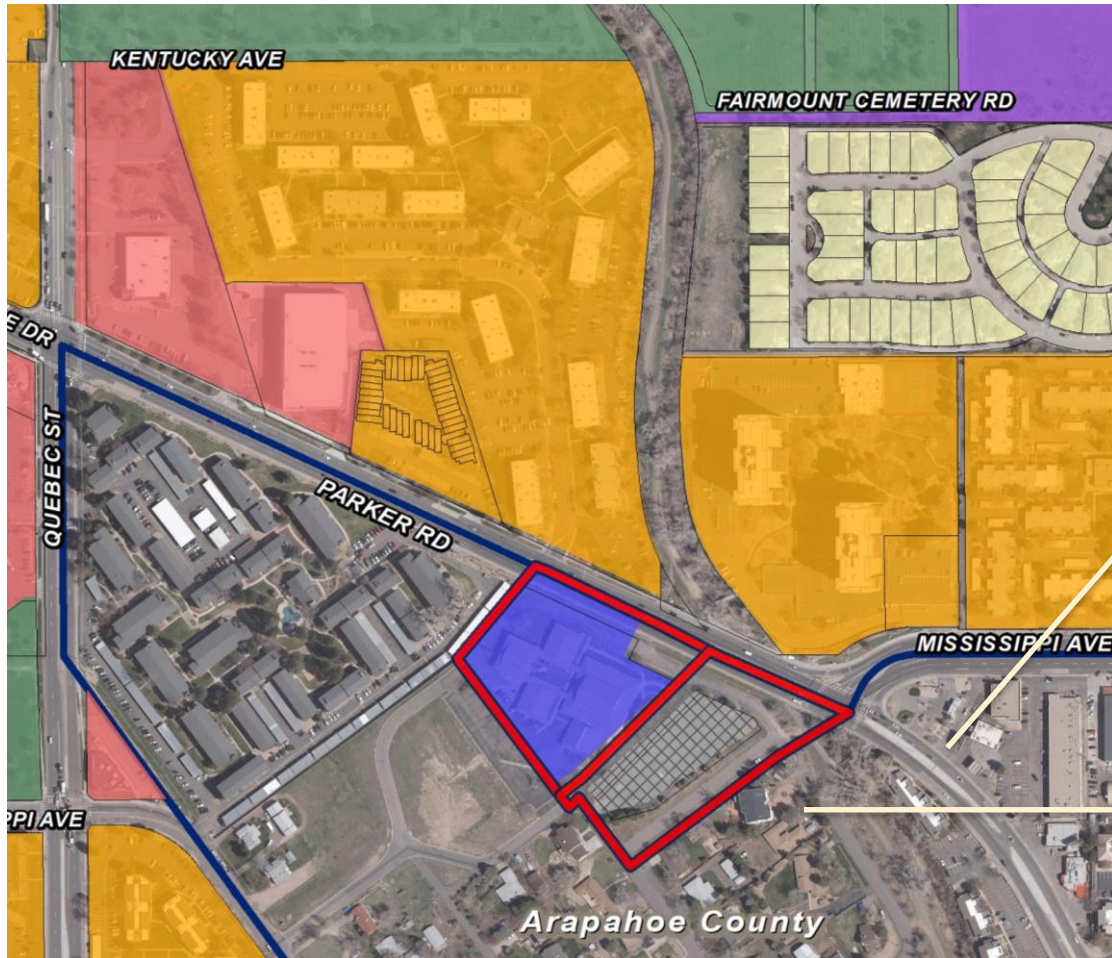 KENTUCKY AVE
FAIRMOUNT CEMETERY RD
E DR
QUEBEC ST
PARKER RD
MISSISSIPPI AVE
PPI AVE
Arapahoe County